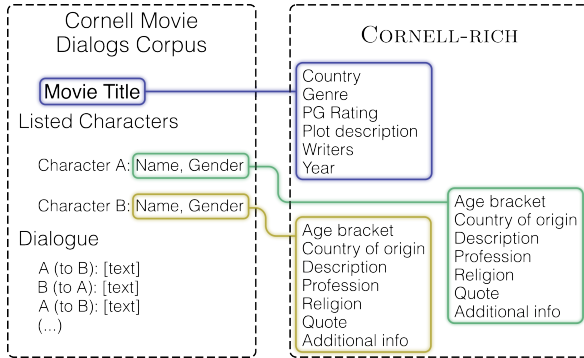 Cornell Movie
Dialogs Corpus
Movie Title
Listed Characters
Character A: Name, Gender
Character B: Name, Gender
Dialogue
A (to B): [text]
B (to A): [text]
A (to B): [text]
(...)
CORNELL-RICH
Country
Genre
PG Rating
Plot description
Writers
Year
Age bracket
Country of origin
Description
Profession
Religion
Quote
Additional info
Age bracket
Country of origin
Description
Profession
Religion
Quote
Additional info